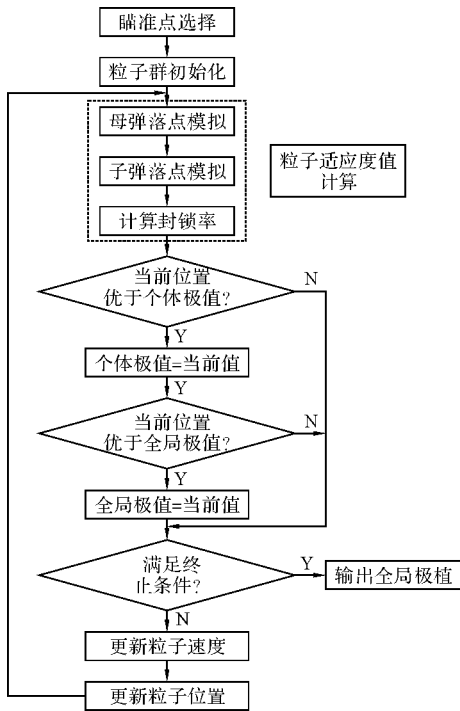 瞄准点选择
粒子群初始化
母弹落点模拟
子弹落点模拟
计算封锁率
粒子适应度值
计算
当前位置
优于个体极值?
N
Y
个体极值=当前值
Y
当前位置
优于全局极值?
N
Y
全局极值=当前值
满足终
止条件?
Y
输出全局极植
N
更新粒子速度
更新粒子位置